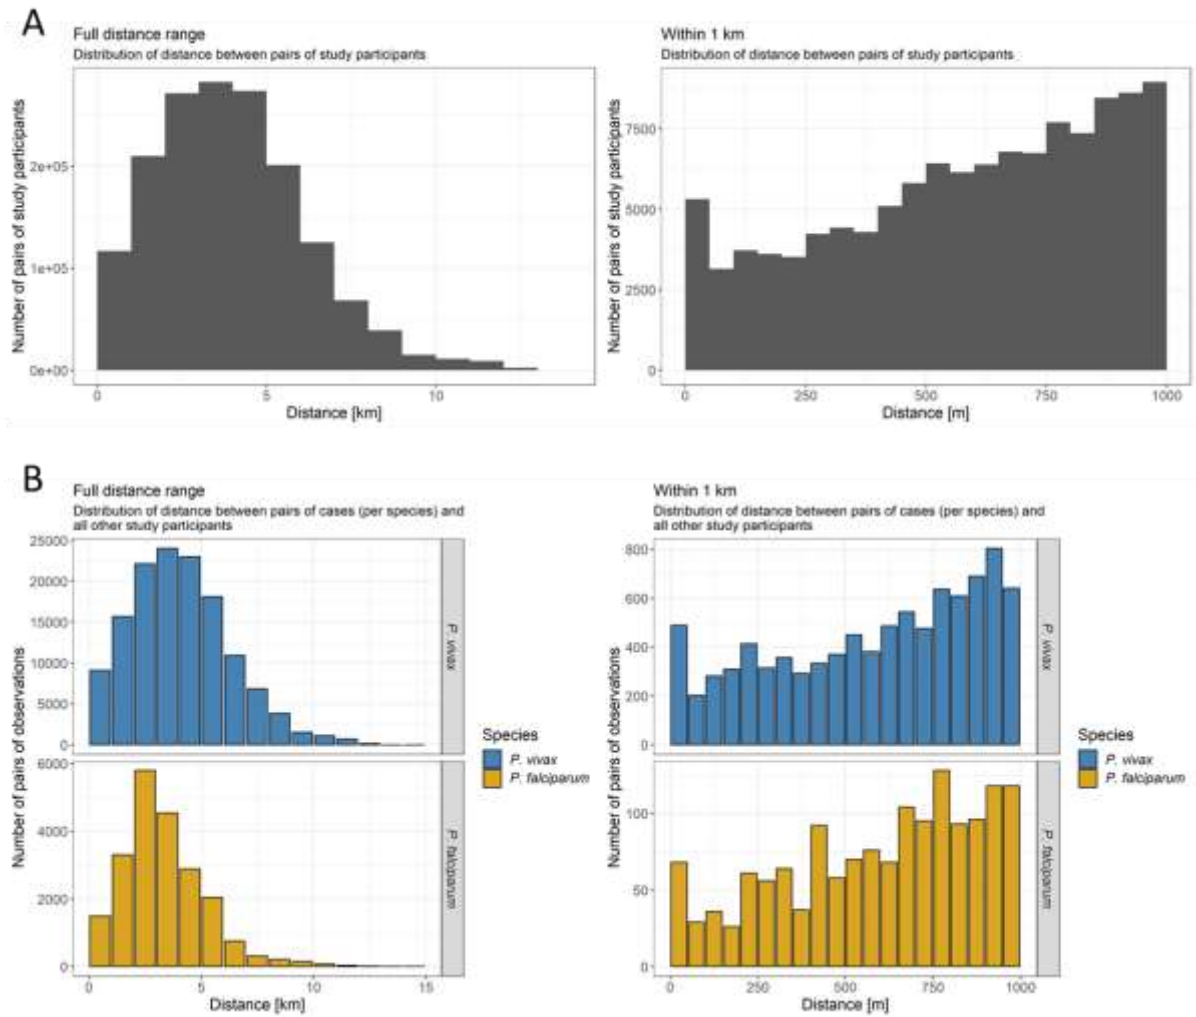 A
Full distance range
Distribution of distance between pairs of study participants
Number of pairs of study participants
2e+05
1e+05
0e+00
0
5
10
Distance [km]
Within 1 km
Distribution of distance between pairs of study participants
Number of pairs of study participants
7500
5000
2500
0
0
250
500
750
1000
Distance [m]
B
Full distance range
Distribution of distance between pairs of cases (per species) and
all other study participants
Number of pairs of observations
25000
20000
15000
10000
5000
0
P. vivax
6000
4000
2000
0
P. falciparum
0
5
10
15
Distance [km]
Species
P. vivax
P. falciparum
Within 1 km
Distribution of distance between pairs of cases (per species) and
all other study participants
Number of pairs of observations
800
600
400
200
0
P. vivax
100
50
0
P. falciparum
0
250
500
750
1000
Distance [m]
Species
P. vivax
P. falciparum